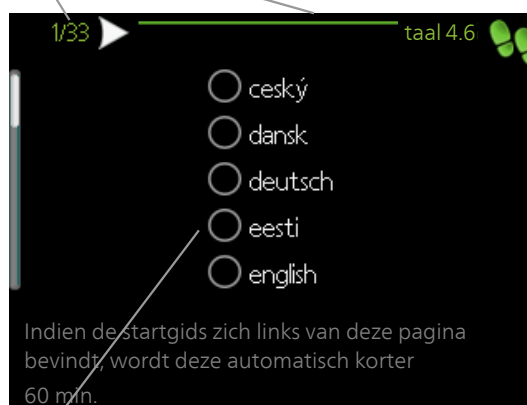 1/33
taal 4.6
ceský
dansk
deutsch
eesti
english
Indien de startgids zich links van deze pagina
bevindt, wordt deze automatisch korter
60 min.